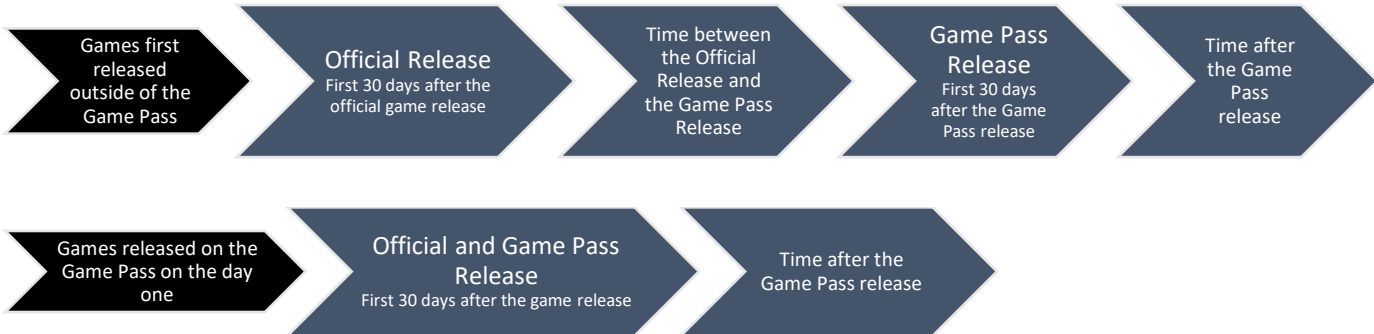 Games first
released
outside of the
Game Pass
Official Release
First 30 days after the
official game release
Time between
the Official
Release and
the Game Pass
Release
Game Pass
Release
First 30 days
after the Game
Pass release
Time after
the Game
Pass
release
Games released on the
Game Pass on the day
one
Official and Game Pass
Release
First 30 days after the game release
Time after the
Game Pass release